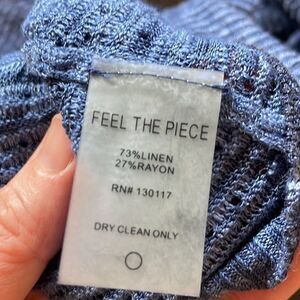 FEEL THE PIECE
73%LINEN
27%RAYON
RN# 130117
DRY CLEAN ONLY